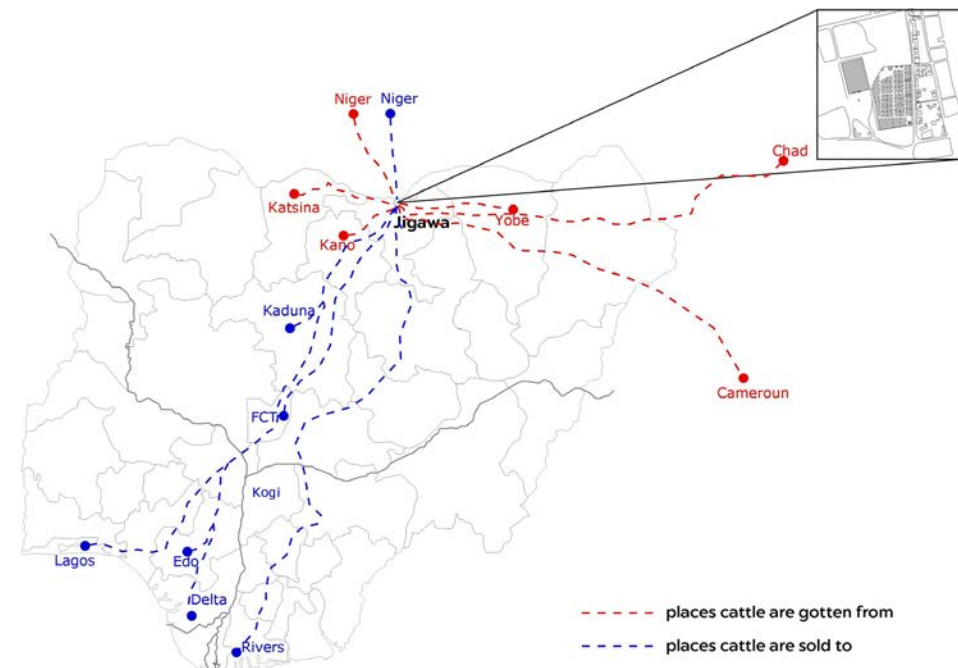 Niger
Niger
Chad
Katsina
Yobe
Jigawa
Kano
Kaduna
Cameroun
FCT
Kogi
Lagos
Edo
Delta
Rivers
places cattle are gotten from
places cattle are sold to